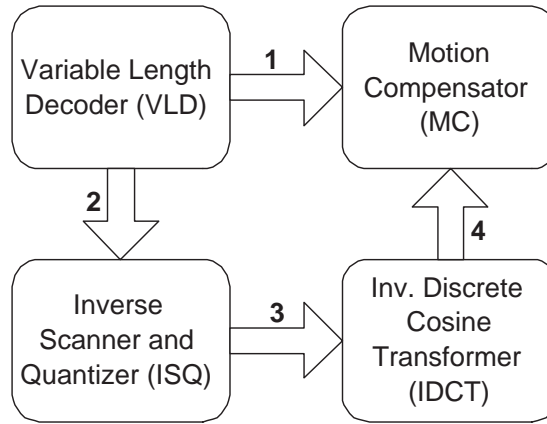 Variable Length
Decoder (VLD)
1
Motion
Compensator
(MC)
2
4
Inverse
Scanner and
Quantizer (ISQ)
3
Inv. Discrete
Cosine
Transformer
(IDCT)